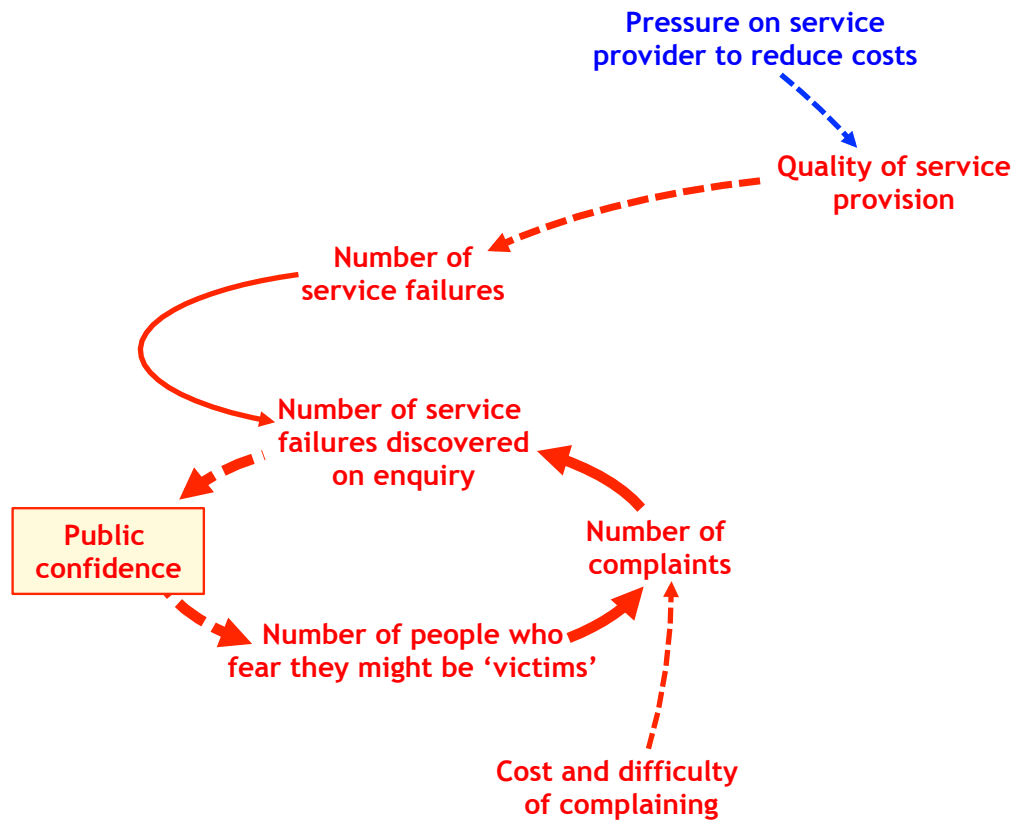 Pressure on service
provider to reduce costs
Quality of service
provision
Number of
service failures
Number of service
failures discovered
on enquiry
Public
confidence
Number of
complaints
Number of people who
fear they might be ‘victims’
Cost and difficulty
of complaining